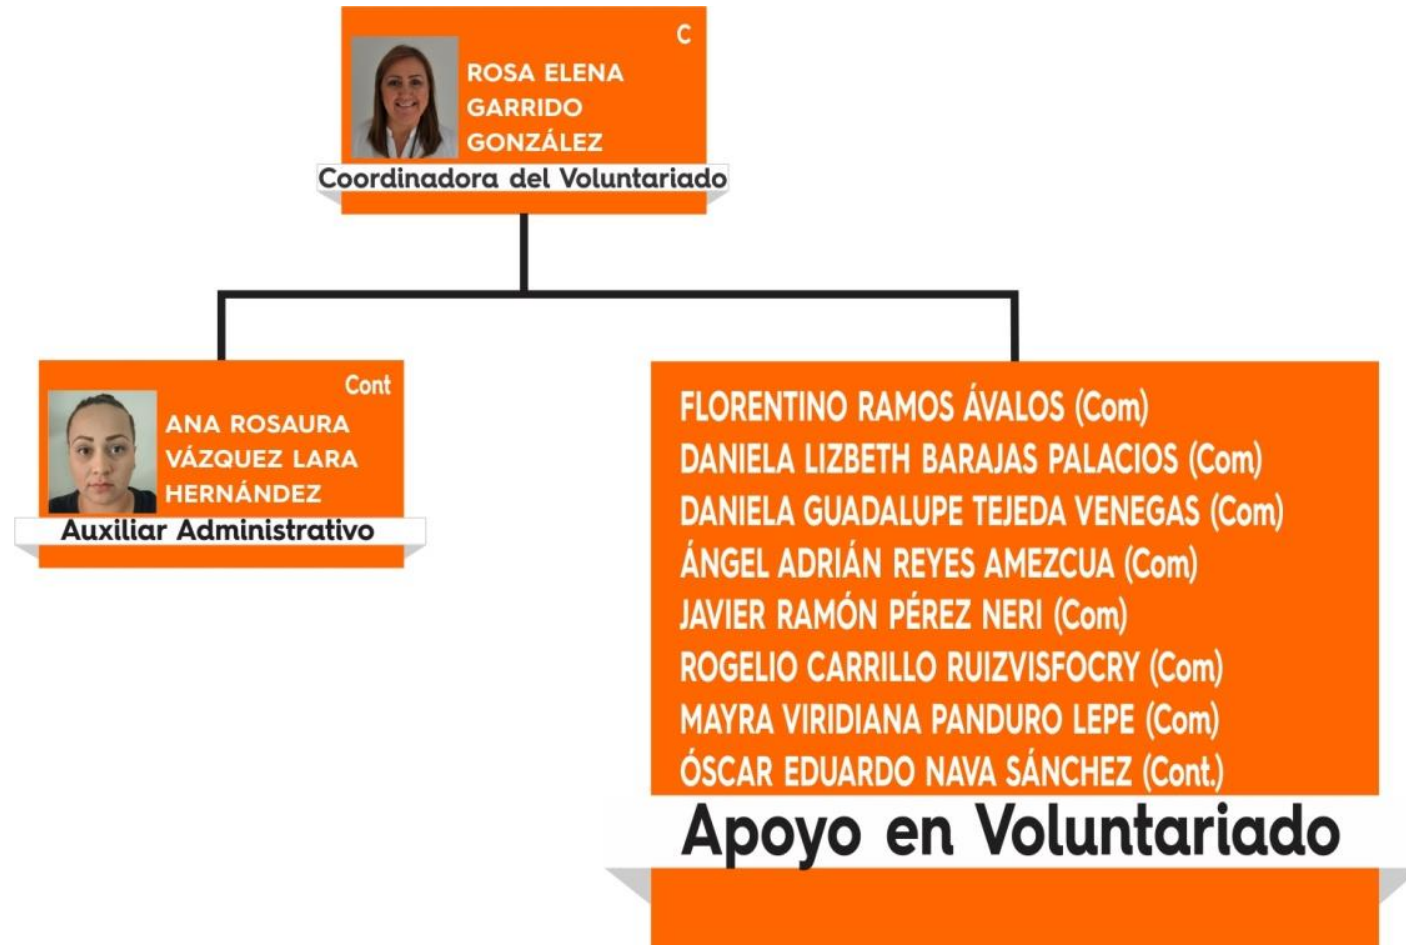 C
ROSA ELENA
GARRIDO
GONZÁLEZ
Coordinadora del Voluntariado
Cont
ANA ROSAURA
VÁZQUEZ LARA
HERNÁNDEZ
Auxiliar Administrativo
FLORENTINO RAMOS ÁVALOS (Com)
DANIELA LIZBETH BARAJAS PALACIOS (Com)
DANIELA GUADALUPE TEJEDA VENEGAS (Com)
ÁNGEL ADRIÁN REYES AMEZCUA (Com)
JAVIER RAMÓN PÉREZ NERI (Com)
ROGELIO CARRILLO RUIZVISFOCRY (Com)
MAYRA VIRIDIANA PANDURO LEPE (Com)
ÓSCAR EDUARDO NAVA SÁNCHEZ (Cont.)
Apoyo en Voluntariado